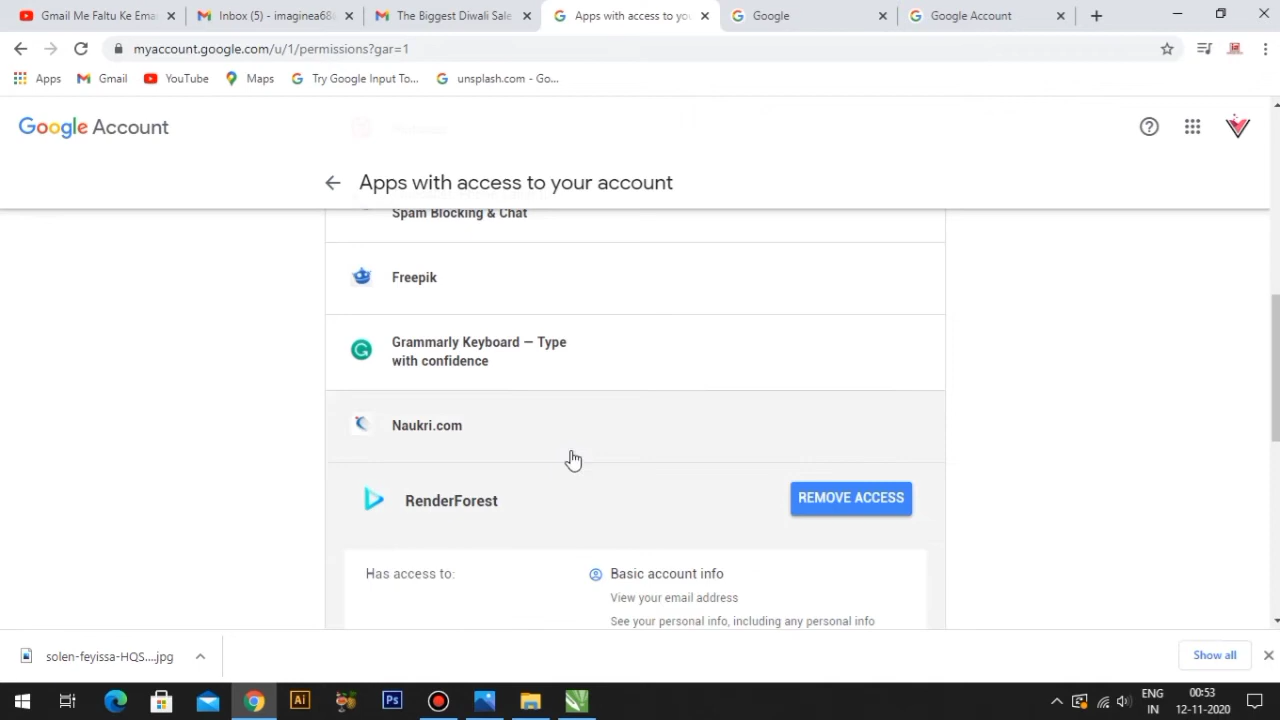 Gmail Me Faltu Ke Ema
Inbox (5) - imaginea68
The Biggest Diwali Sale
Apps with access to yo
Google
Google Account
myaccount.google.com/u/1/permissions?gar=1
Apps
Gmail
YouTube
Maps
Try Google Input To...
unsplash.com - Go...
Google Account
Apps with access to your account
Spam Blocking & Chat
Freepik
Grammarly Keyboard — Type
with confidence
Naukri.com
RenderForest
REMOVE ACCESS
Has access to:
Basic account info
View your email address
See your personal info, including any personal info
solen-feyissa-HQS....jpg
Show all
Ai
Ps
ENG
IN
00:53
12-11-2020